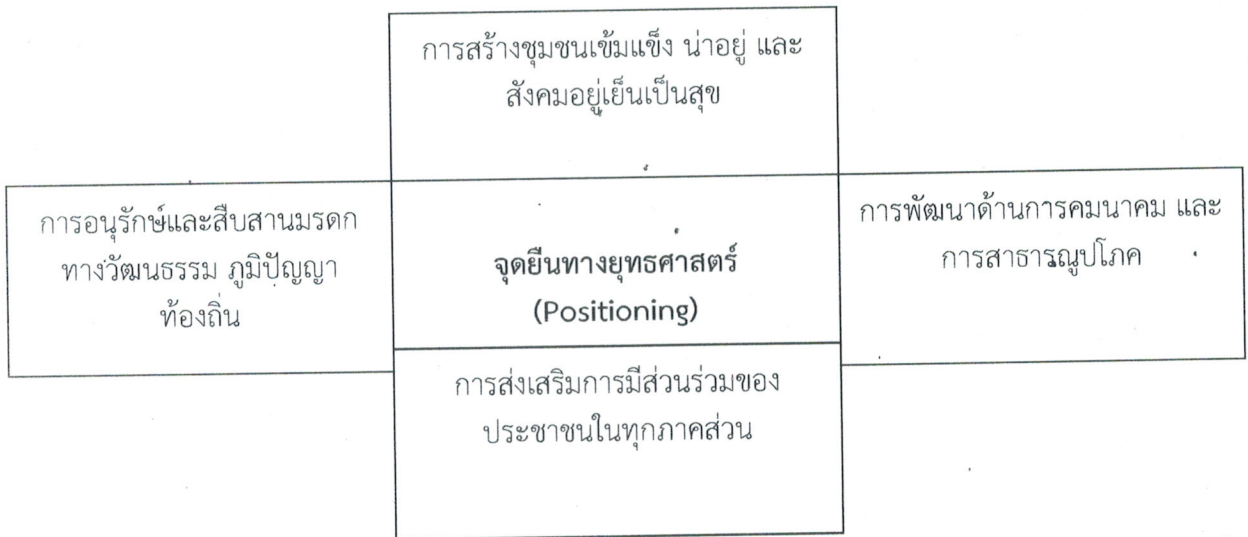 การสร้างชุมชนเข้มแข็ง น่าอยู่ และ
สังคมอยู่เย็นเป็นสุข
การอนุรักษ์และสืบสานมรดก
ทางวัฒนธรรม ภูมิปัญญา
ท้องถิ่น
จุดยืนทางยุทธศาสตร์
(Positioning)
การพัฒนาด้านการคมนาคม และ
การสาธารณูปโภค
การส่งเสริมการมีส่วนร่วมของ
ประชาชนในทุกภาคส่วน